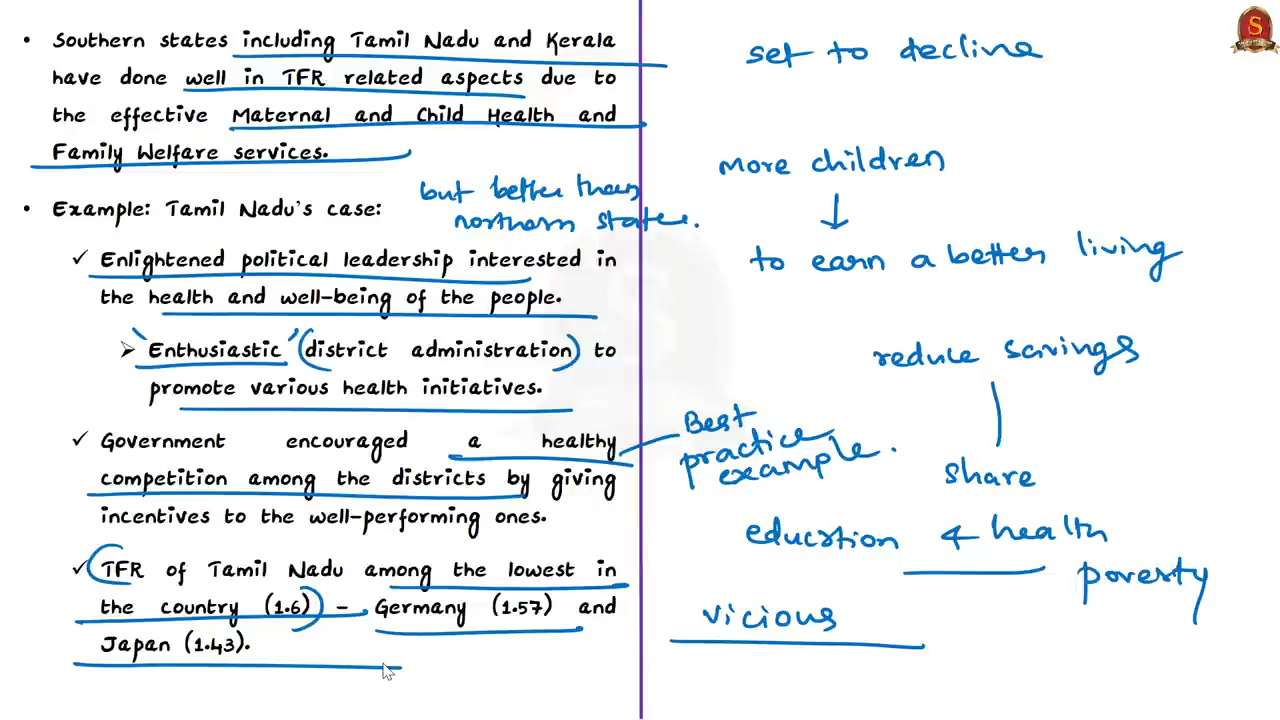 • Southern states including Tamil Nadu and Kerala
have done well in TFR related aspects due to
the effective Maternal and Child Health and
Family Welfare services.
but better than
northern state.
• Example: Tamil Nadu's case:
✓ Enlightened political leadership interested in
the health and well-being of the people.
➢ Enthusiastic (district administration) to
promote various health initiatives.
✓ Government encouraged a healthy
competition among the districts by giving
incentives to the well-performing ones.
✓ (TFR of Tamil Nadu among the lowest in
the country (1.6)) - Germany (1.57) and
Japan (1.43).
set to decline
more children
↓
to earn a better living
reduce savings
share
Best
practice
example.
education & health
poverty
vicious
S